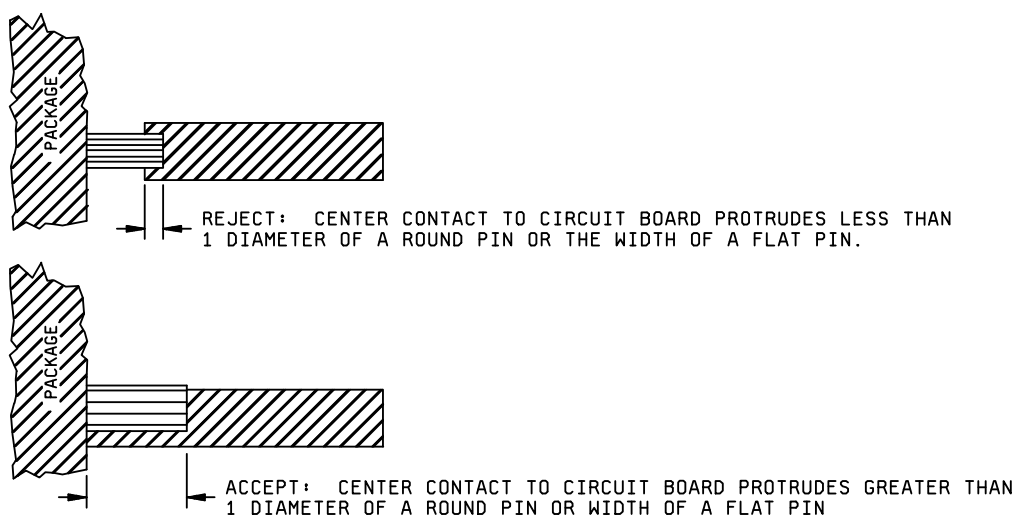 PACKAGE
REJECT: CENTER CONTACT TO CIRCUIT BOARD PROTRUDES LESS THAN
1 DIAMETER OF A ROUND PIN OR THE WIDTH OF A FLAT PIN.
PACKAGE
ACCEPT: CENTER CONTACT TO CIRCUIT BOARD PROTRUDES GREATER THAN
1 DIAMETER OF A ROUND PIN OR WIDTH OF A FLAT PIN